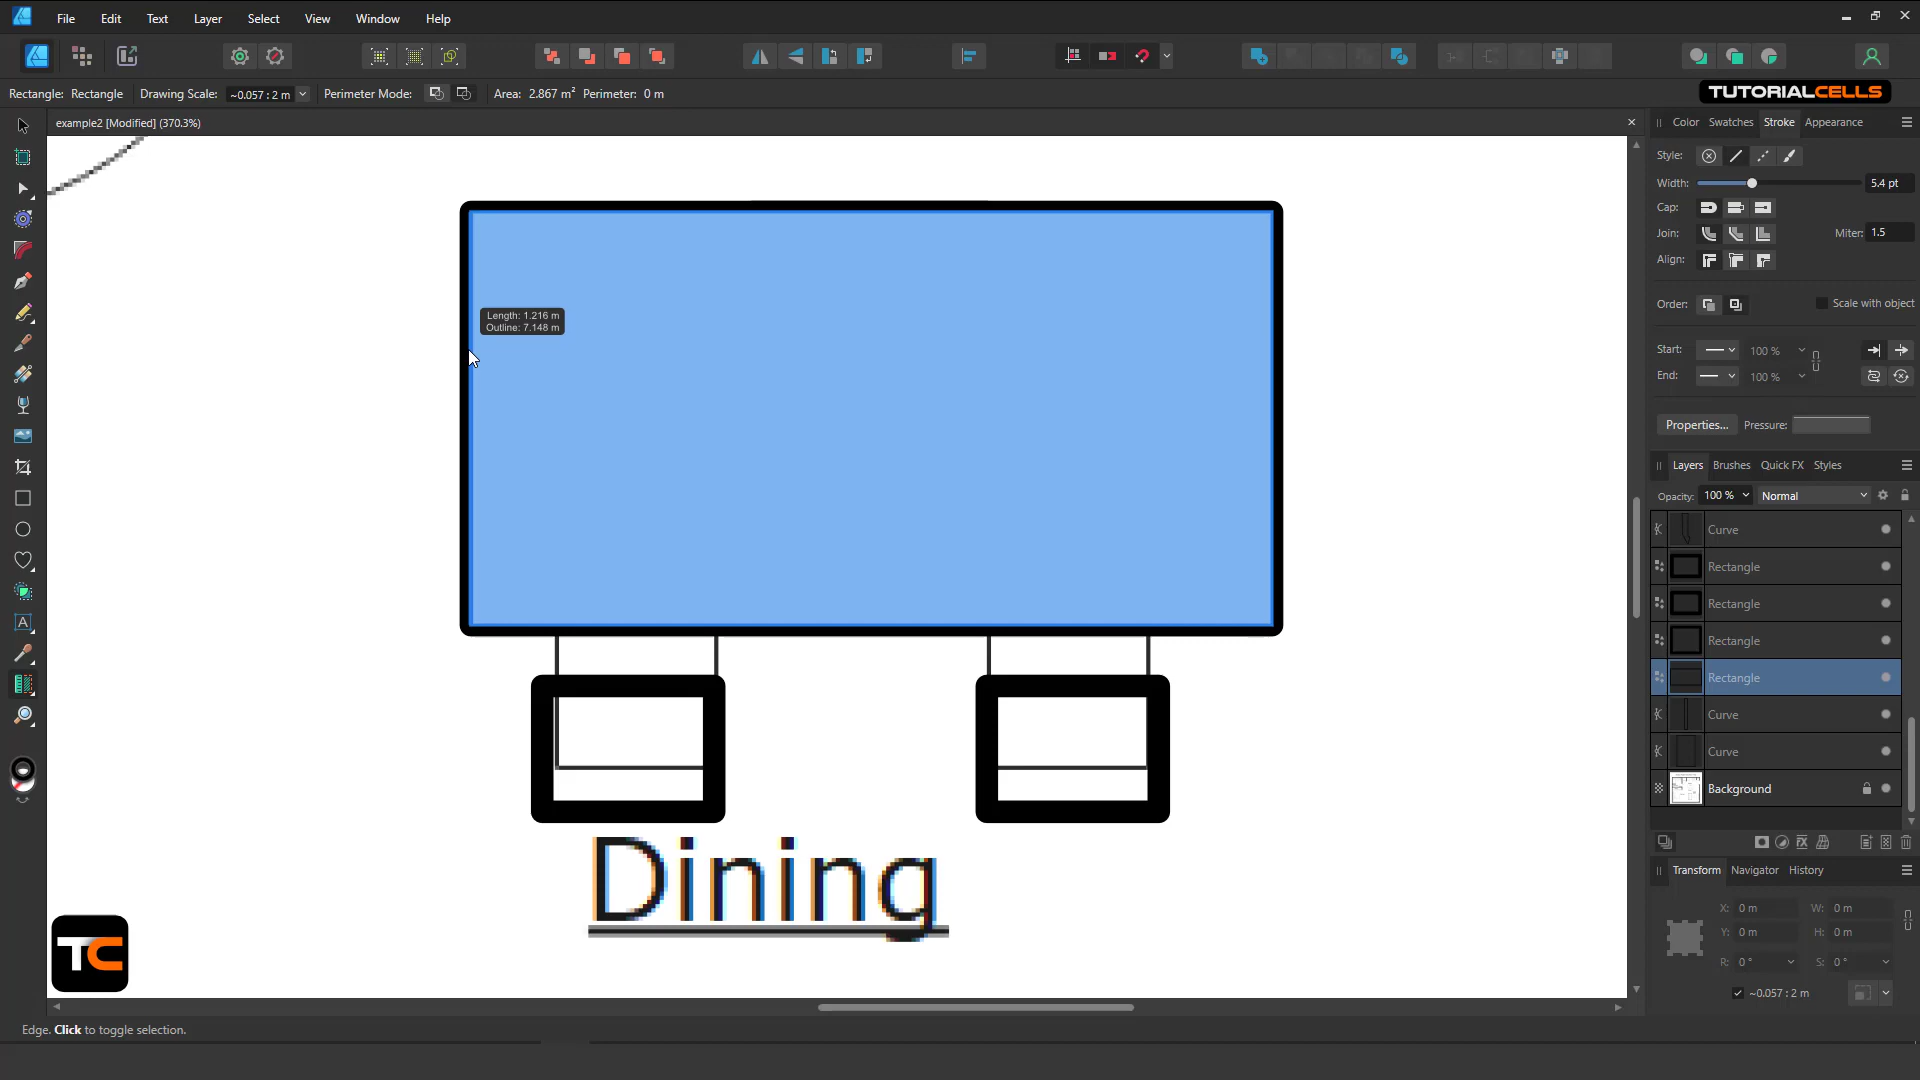 File Edit Text Layer Select View Window Help
Rectangle: Rectangle Drawing Scale: ~0.057 : 2 m Perimeter Mode: Area: 2.867 m² Perimeter: 0 m
TUTORIALCELLS
example2 [Modified] (370.3%)
Color Swatches Stroke Appearance
Style:
Width: 5.4 pt
Cap:
Join: Miter: 1.5
Align:
Order: Scale with object
Start: 100 %
End: 100 %
Properties... Pressure:
Length: 1.216 m
Outline: 7.148 m
Layers Brushes Quick FX Styles
Opacity: 100 % Normal
Curve
Rectangle
Rectangle
Rectangle
Rectangle
Curve
Curve
Background
Dining
Transform Navigator History
X: 0 m W: 0 m
Y: 0 m H: 0 m
R: 0 ° S: 0 °
~0.057 : 2 m
TC
Edge. Click to toggle selection.